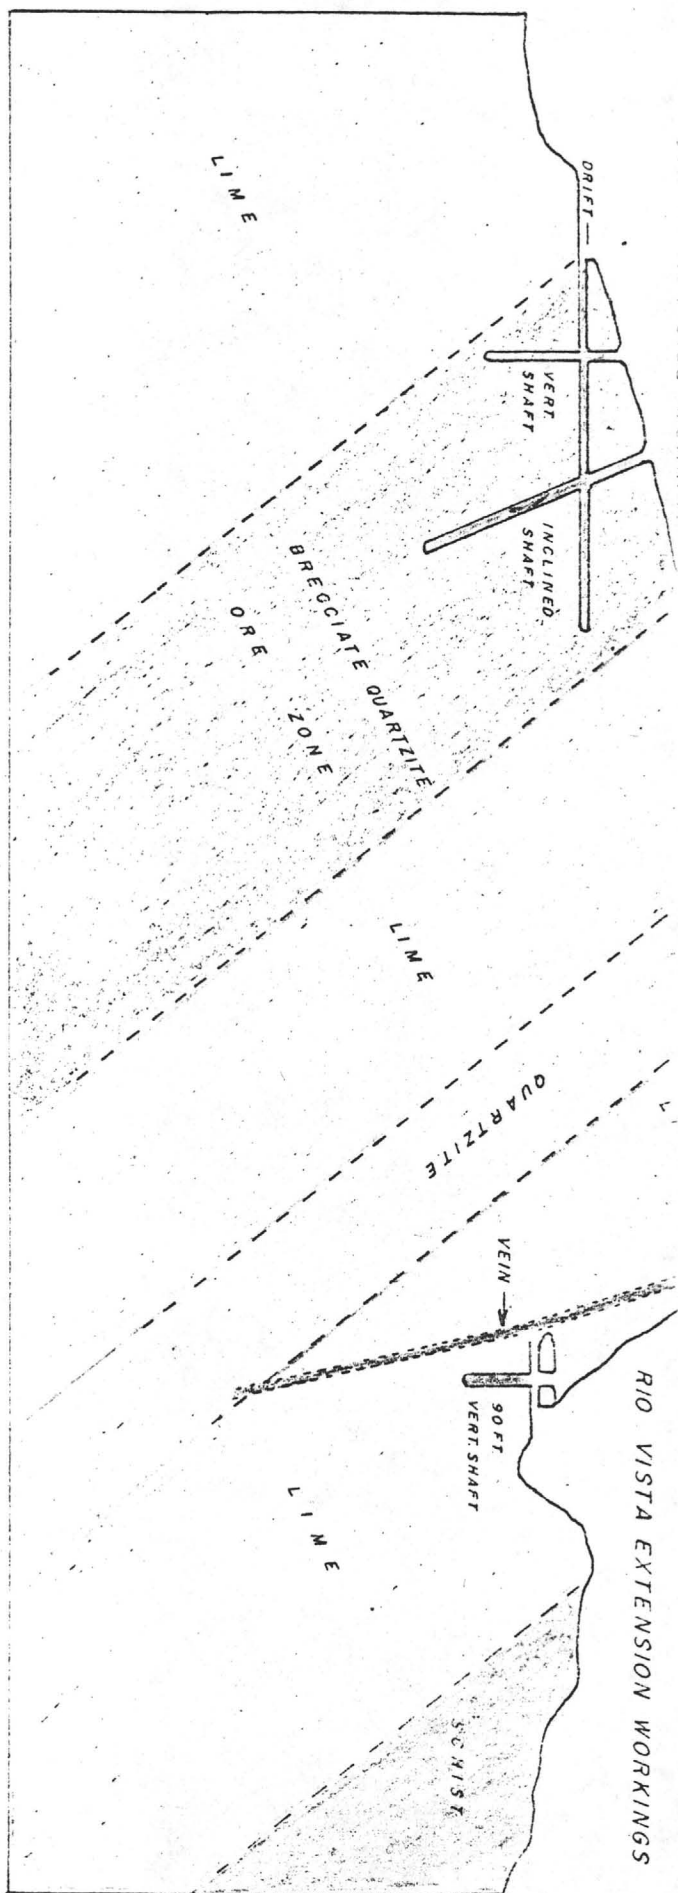 RIO VISTA EXTENSION WORKINGS
DRIFT
VERT.
SHAFT
INCLINED
SHAFT
LIME
BRECCIATE QUARTZITE
ORE ZONE
LIME
QUARTZITE
L
VEIN
90 FT.
VERT. SHAFT
LIME
SCHIST